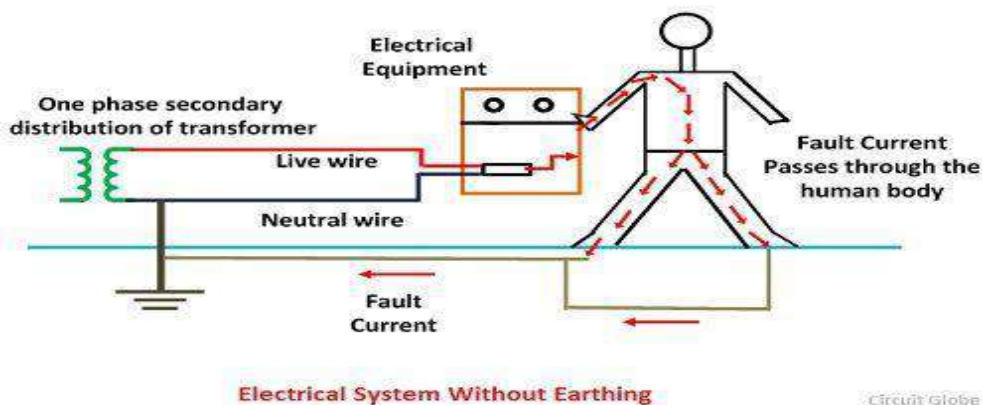 Electrical
Equipment
One phase secondary
distribution of transformer
Live wire
Neutral wire
Fault Current
Passes through the
human body
Fault
Current
Electrical System Without Earthing
Circuit Globe